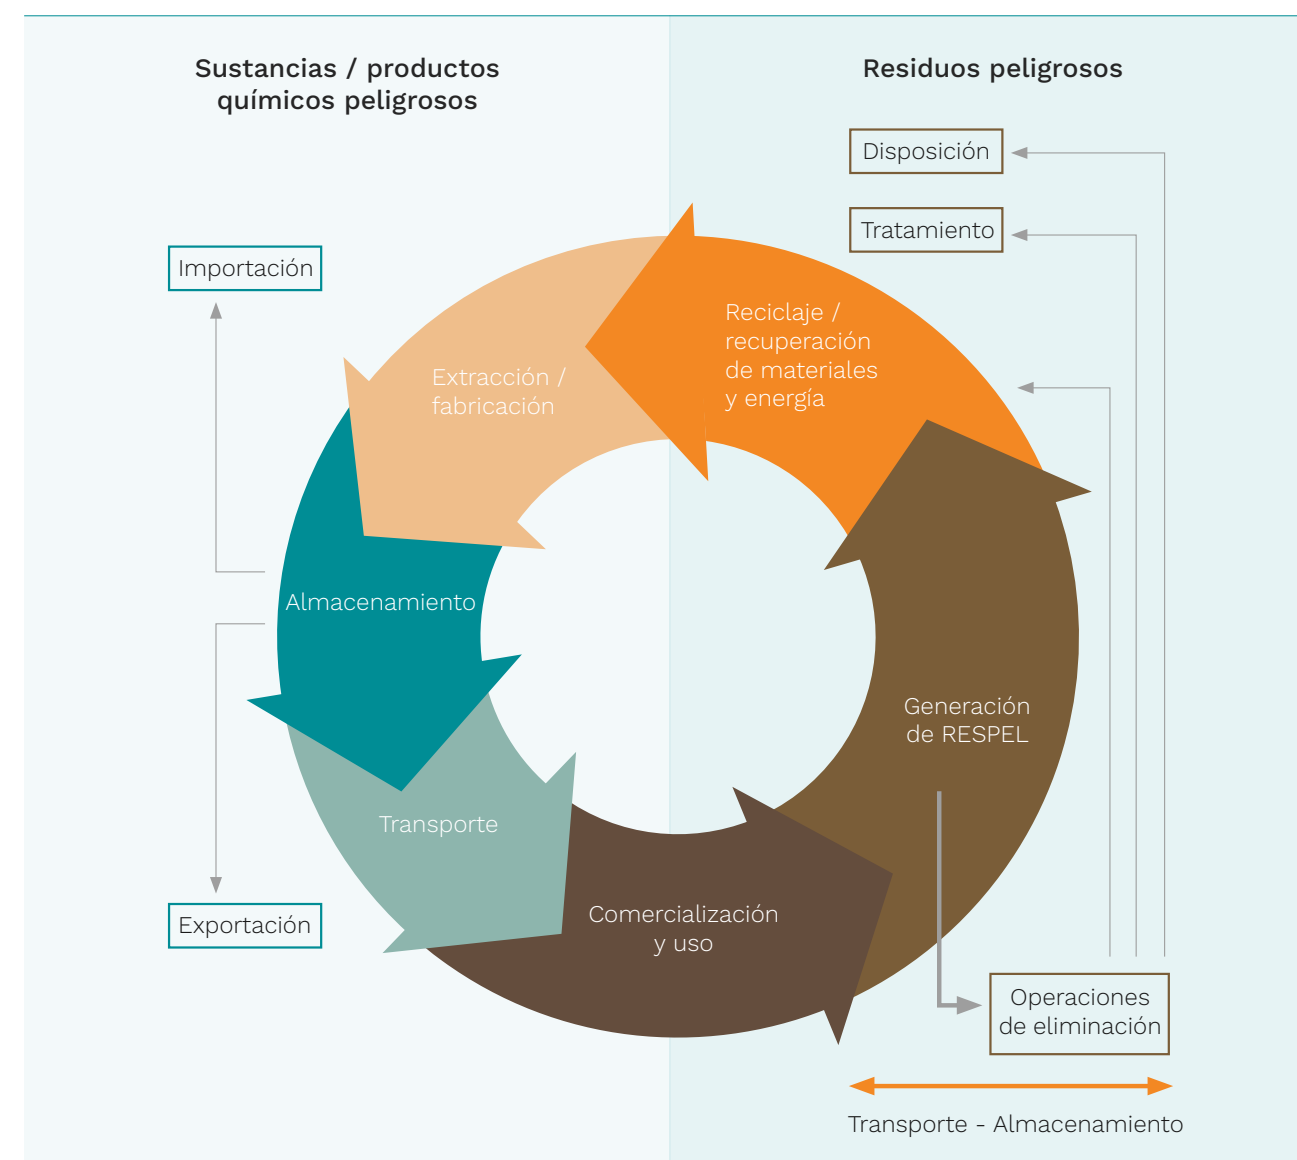 Sustancias / productos
químicos peligrosos
Residuos peligrosos
Disposición
Tratamiento
Importación
Reciclaje /
recuperación
de materiales
y energía
Extracción /
fabricación
Almacenamiento
Generación
de RESPEL
Transporte
Comercialización
y uso
Exportación
Operaciones
de eliminación
Transporte - Almacenamiento